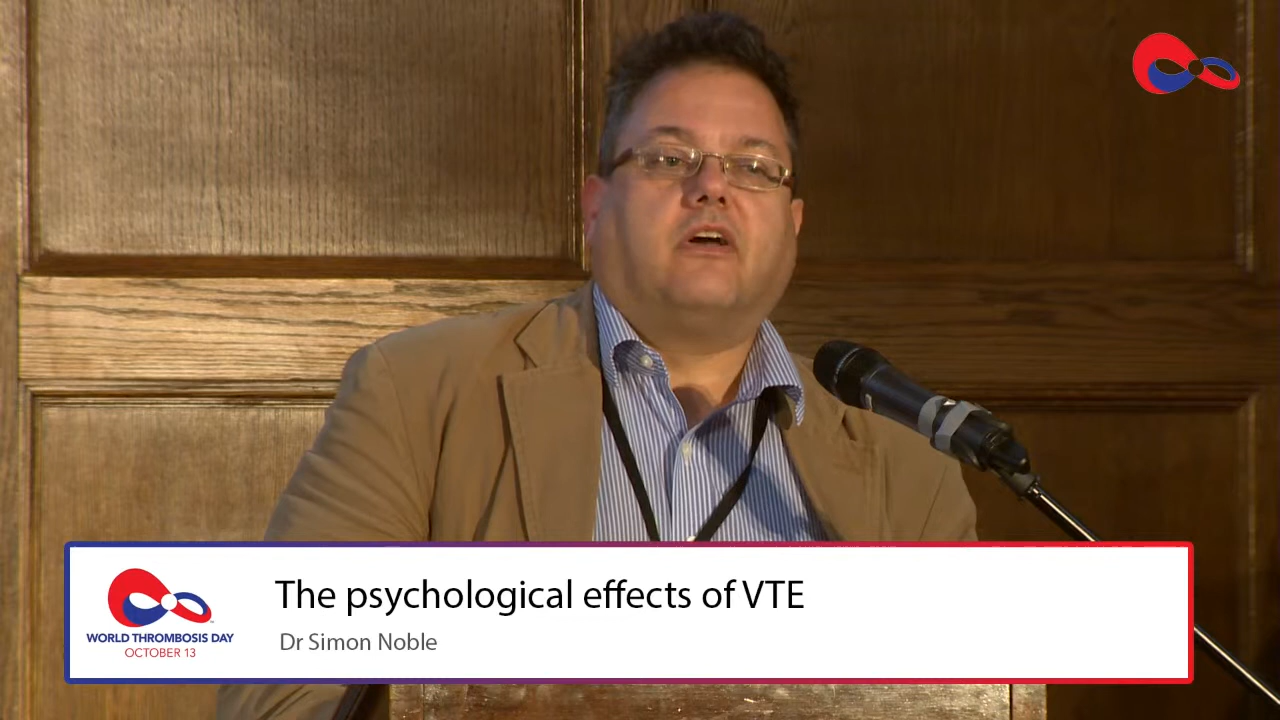 The psychological effects of VTE
Dr Simon Noble
WORLD THROMBOSIS DAY
OCTOBER 13